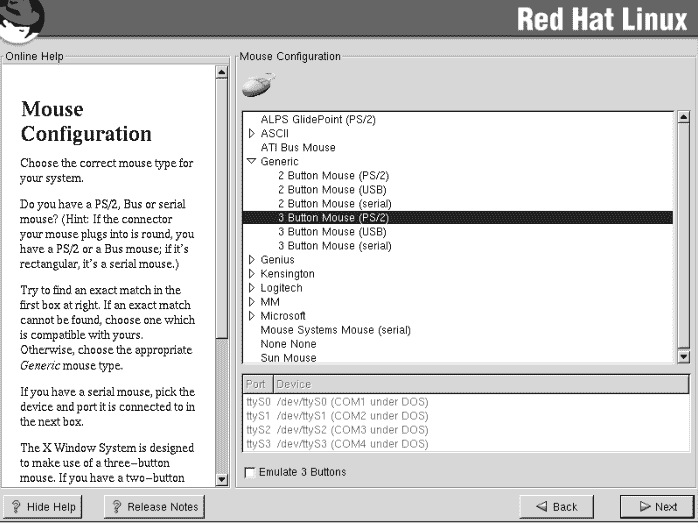 Red Hat Linux
Online Help
Mouse
Configuration
Choose the correct mouse type for
your system.
Do you have a PS/2, Bus or serial
mouse? (Hint: If the connector
your mouse plugs into is round, you
have a PS/2 or a Bus mouse; if it's
rectangular, it's a serial mouse.)
Try to find an exact match in the
first box at right. If an exact match
cannot be found, choose one which
is compatible with yours.
Otherwise, choose the appropriate
Generic mouse type.
If you have a serial mouse, pick the
device and port it is connected to in
the next box.
The X Window System is designed
to make use of a three-button
mouse. If you have a two-button
Mouse Configuration
ALPS GlidePoint (PS/2)
ASCII
ATI Bus Mouse
Generic
2 Button Mouse (PS/2)
2 Button Mouse (USB)
2 Button Mouse (serial)
3 Button Mouse (PS/2)
3 Button Mouse (USB)
3 Button Mouse (serial)
Genius
Kensington
Logitech
MM
Microsoft
Mouse Systems Mouse (serial)
None None
Sun Mouse
Port Device
ttyS0 /dev/ttyS0 (COM1 under DOS)
ttyS1 /dev/ttyS1 (COM2 under DOS)
ttyS2 /dev/ttyS2 (COM3 under DOS)
ttyS3 /dev/ttyS3 (COM4 under DOS)
Emulate 3 Buttons
Hide Help
Release Notes
Back
Next